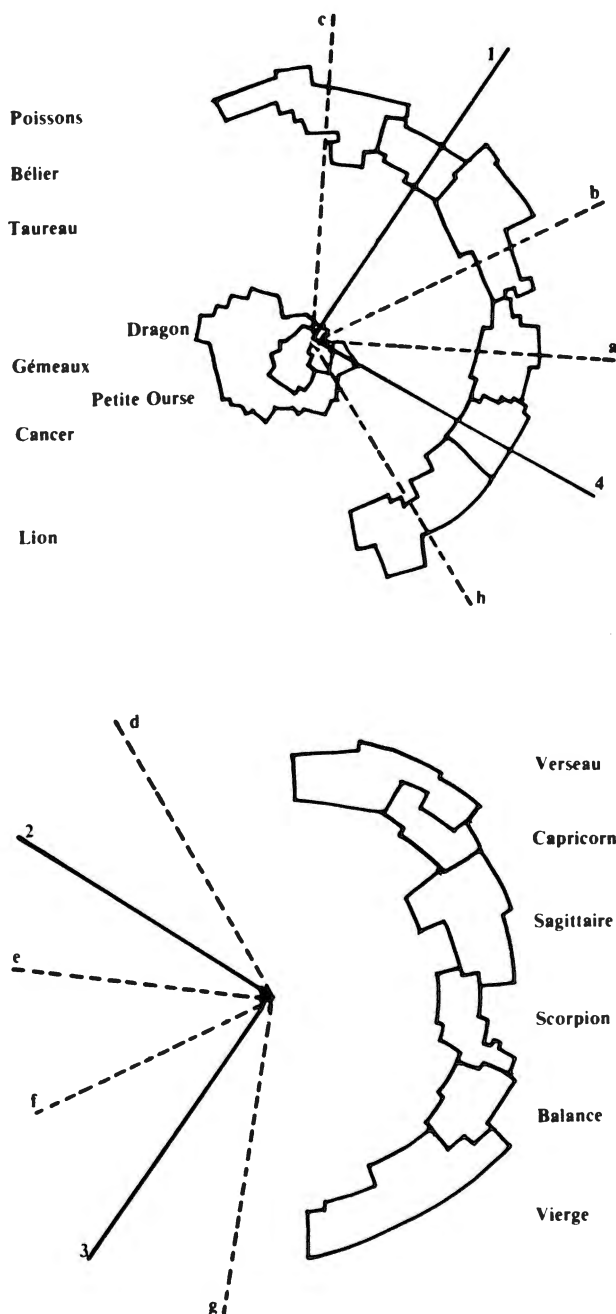 c
1
Poissons
Bélier
b
Taureau
Dragon
a
Gémeaux
Petite Ourse
Cancer
4
Lion
h
d
Verseau
2
Capricorn
Sagittaire
e
Scorpion
f
Balance
Vierge
3
g